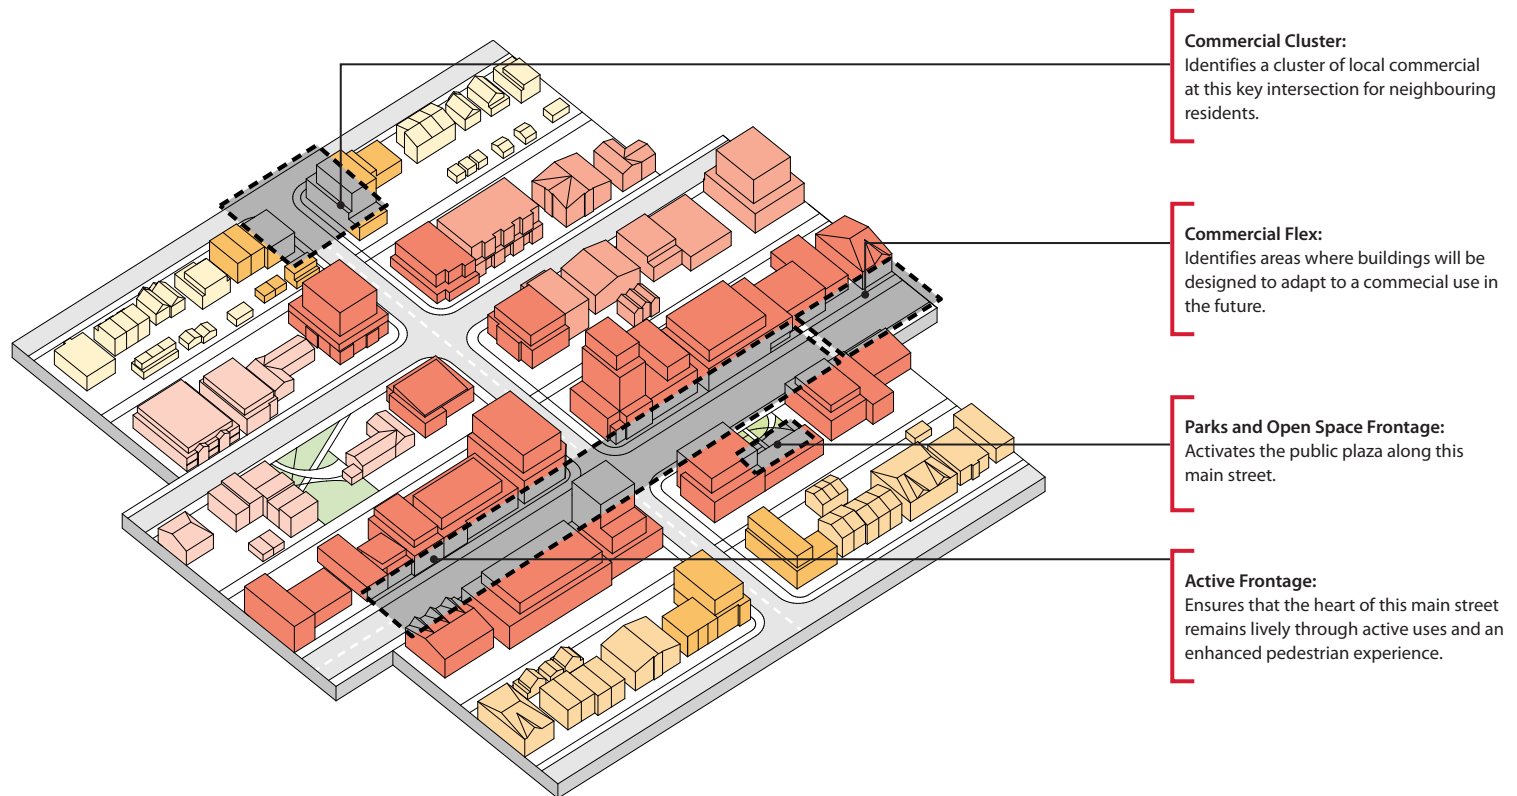 Commercial Cluster:
Identifies a cluster of local commercial
at this key intersection for neighbouring
residents.
Commercial Flex:
Identifies areas where buildings will be
designed to adapt to a commecial use in
the future.
Parks and Open Space Frontage:
Activates the public plaza along this
main street.
Active Frontage:
Ensures that the heart of this main street
remains lively through active uses and an
enhanced pedestrian experience.